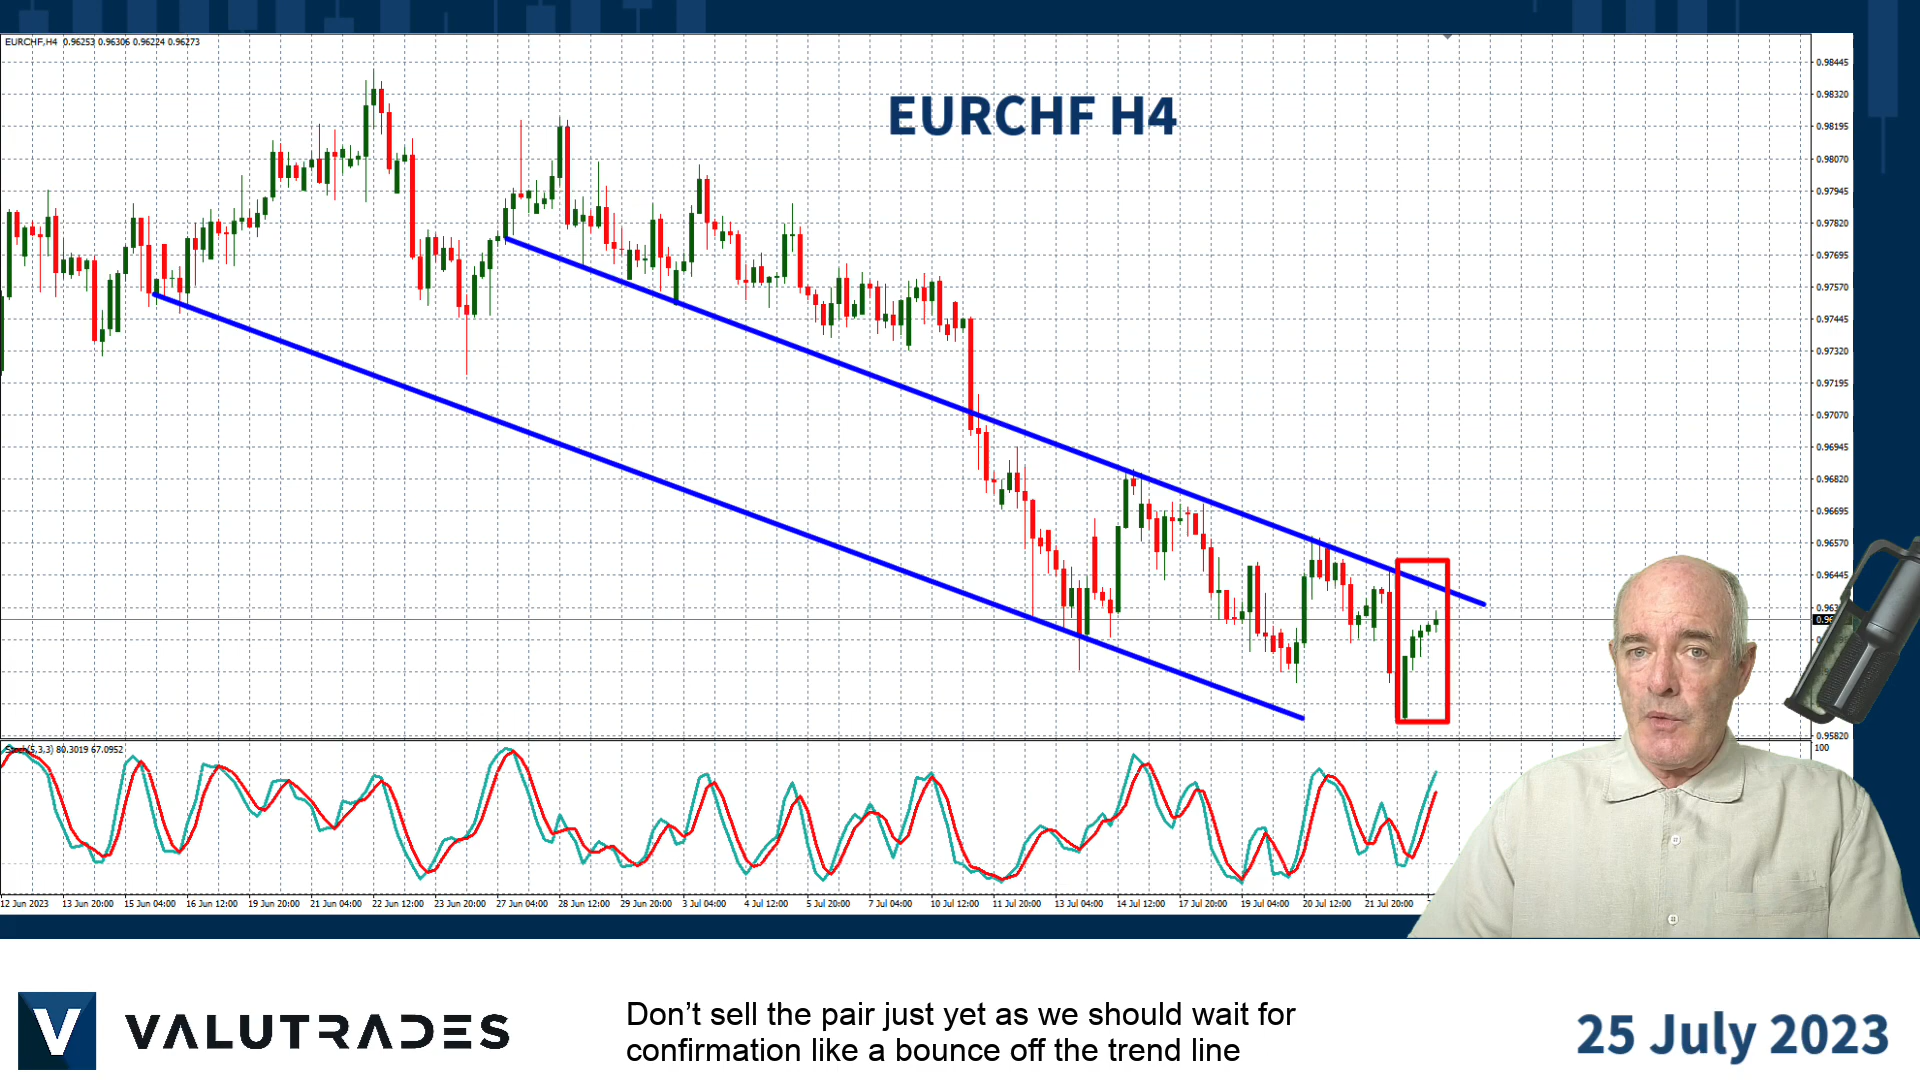 EURCHF,H4 0.96253 0.96306 0.96224 0.96273
EURCHF H4
0.98445
0.98320
0.98195
0.98070
0.97945
0.97820
0.97695
0.97570
0.97445
0.97320
0.97195
0.97070
0.96945
0.96820
0.96695
0.96570
0.96445
0.95820
Stoch(5,3,3) 80.3019 67.0952
100
12 Jun 2023 13 Jun 20:00 15 Jun 04:00 16 Jun 12:00 19 Jun 20:00 21 Jun 04:00 22 Jun 12:00 23 Jun 20:00 27 Jun 04:00 28 Jun 12:00 29 Jun 20:00 3 Jul 04:00 4 Jul 12:00 5 Jul 20:00 7 Jul 04:00 10 Jul 12:00 11 Jul 20:00 13 Jul 04:00 14 Jul 12:00 17 Jul 20:00 19 Jul 04:00 20 Jul 12:00 21 Jul 20:00
VALUTRADES
Don’t sell the pair just yet as we should wait for
confirmation like a bounce off the trend line
25 July 2023